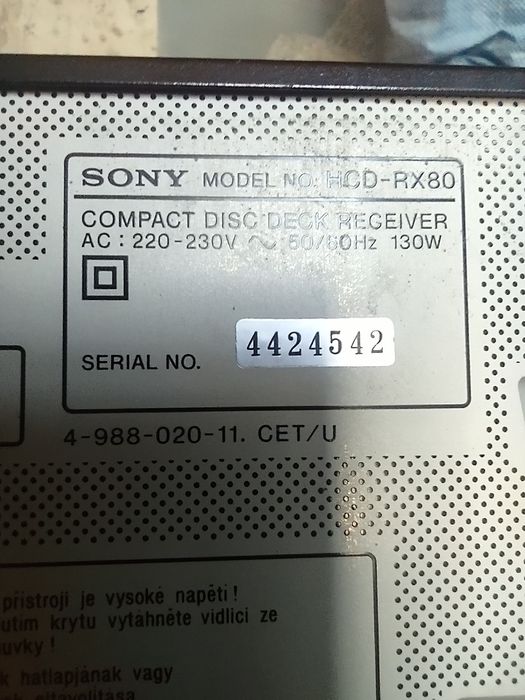 SONY MODEL NO. HCD-RX80
COMPACT DISC DECK RECEIVER
AC : 220-230V ~ 50/60Hz 130W
SERIAL NO. 4424542
4-988-020-11. CET/U
přístroji je vysoké napětí !
krytu vytáhněte vidlici ze
hatlapjának vagy